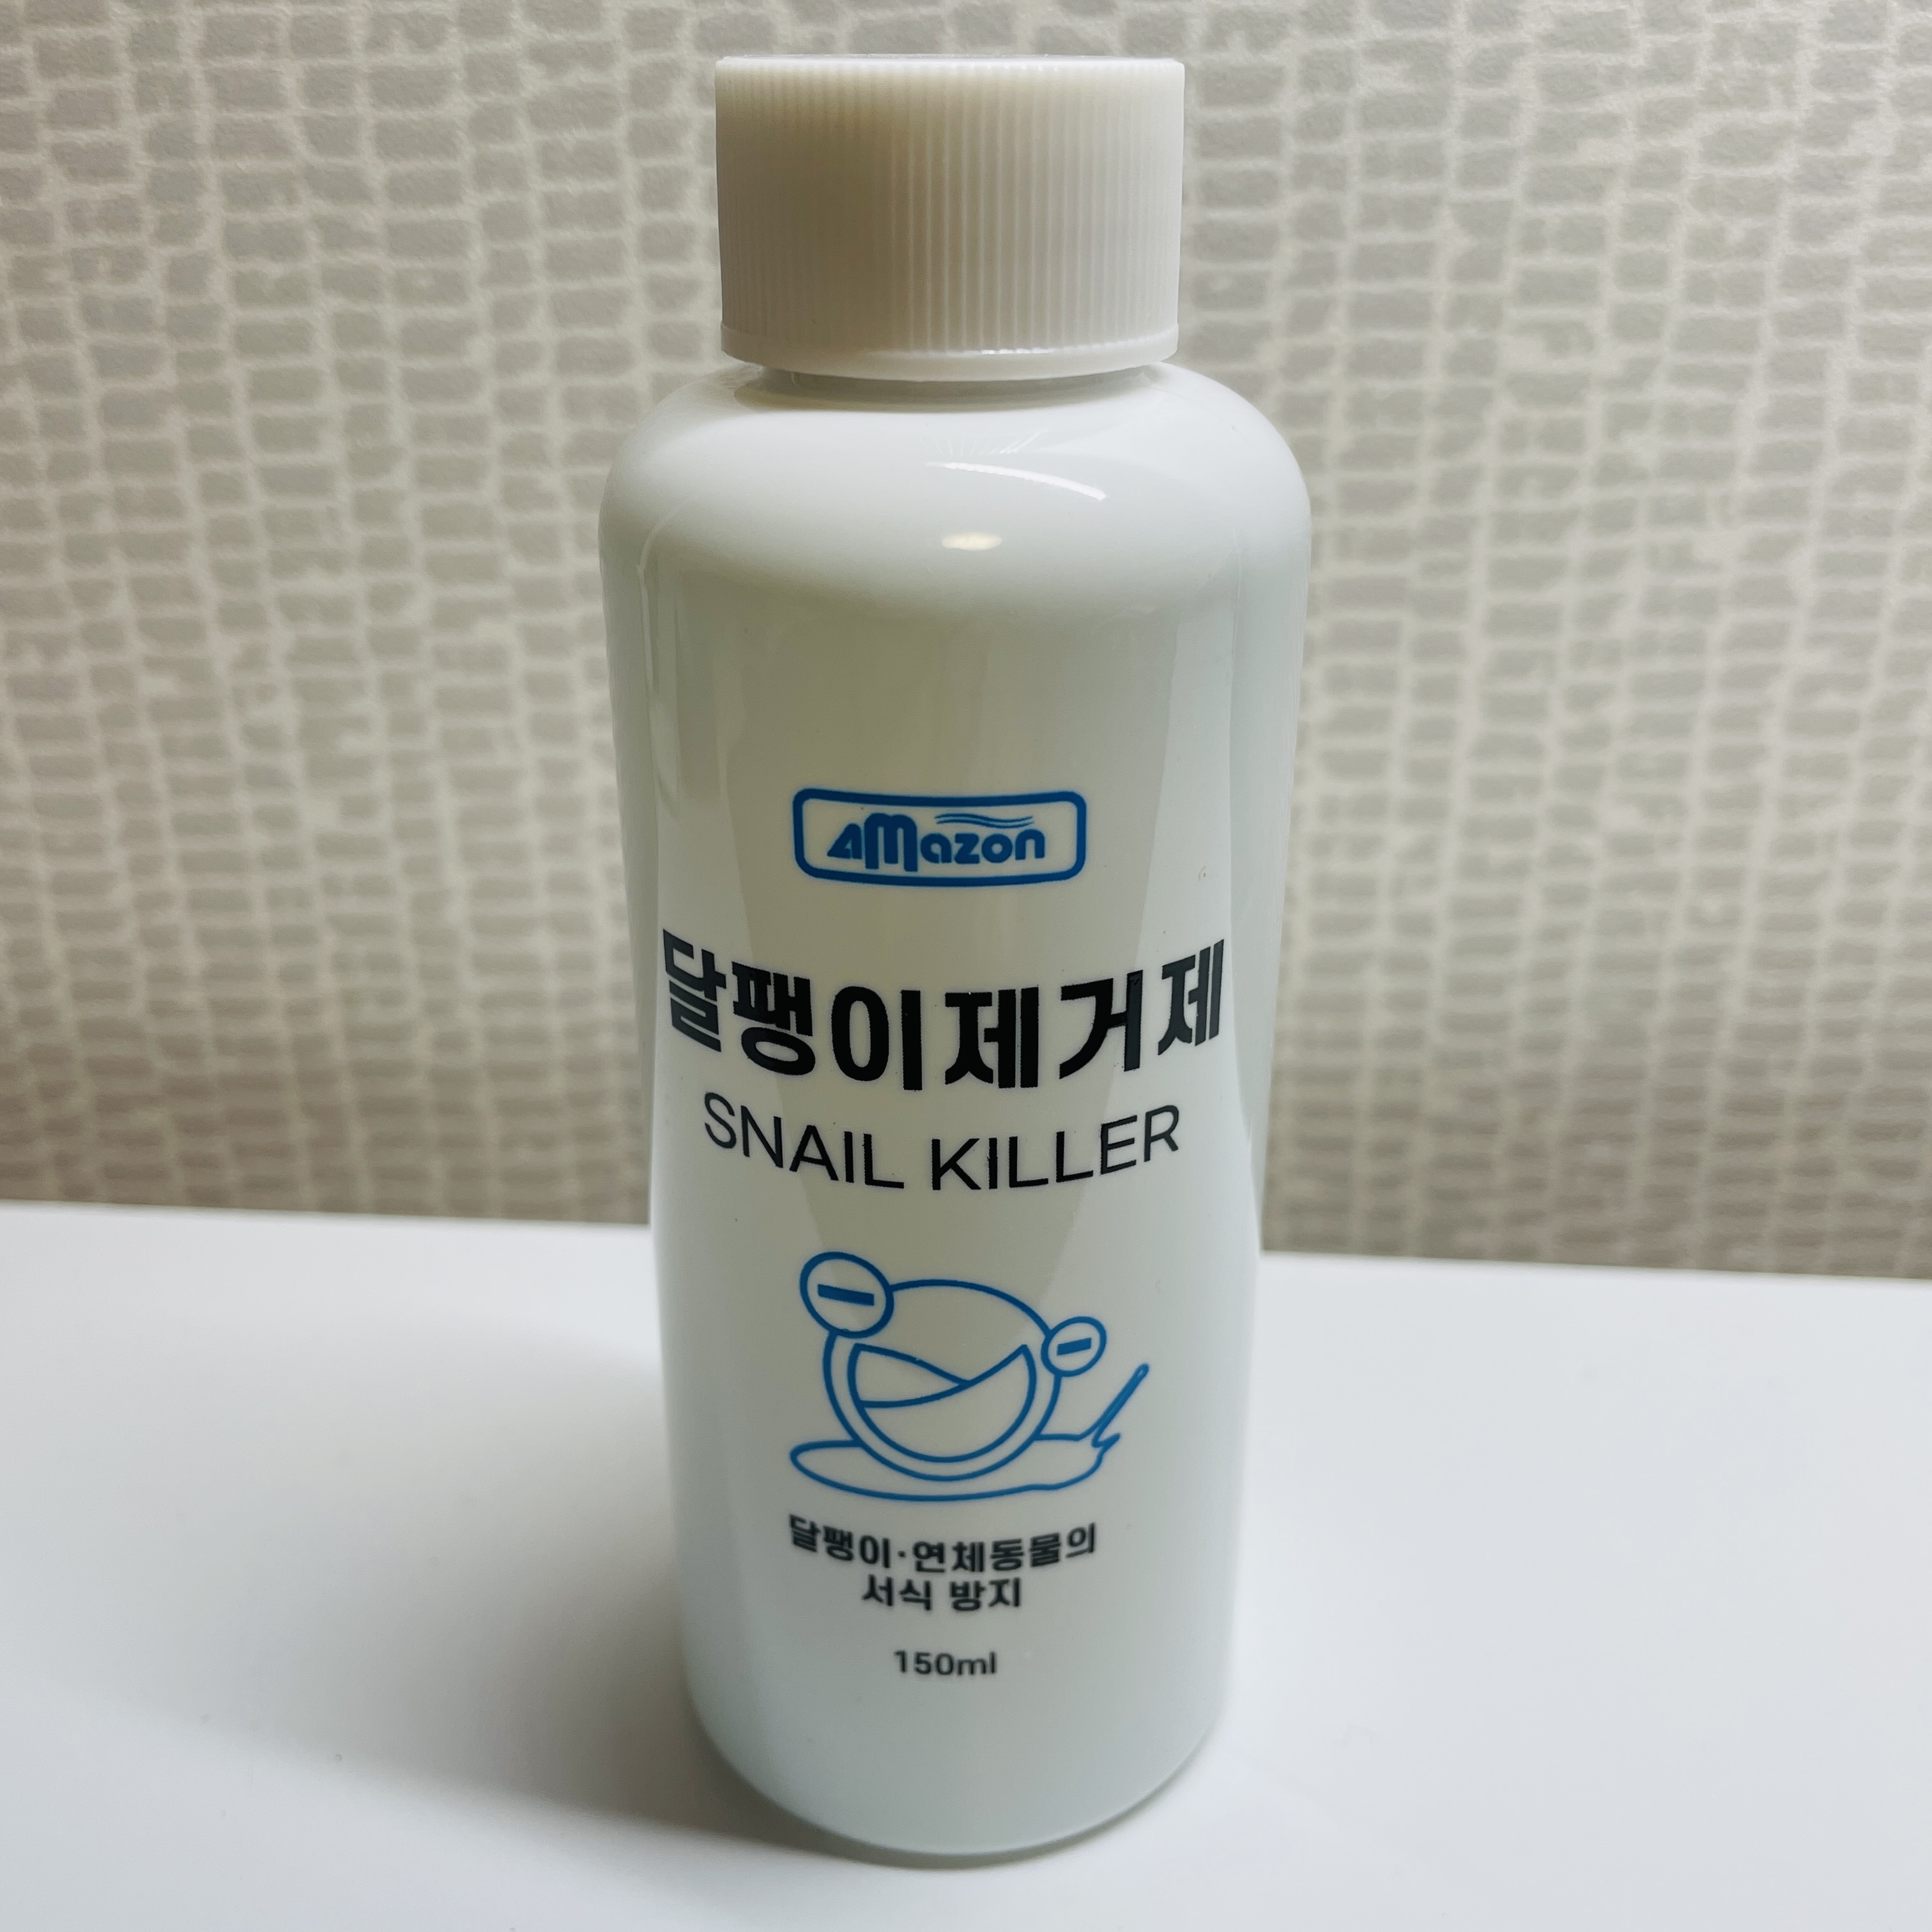 AMazon
달팽이제거제
SNAIL KILLER
달팽이·연체동물의
서식 방지
150ml